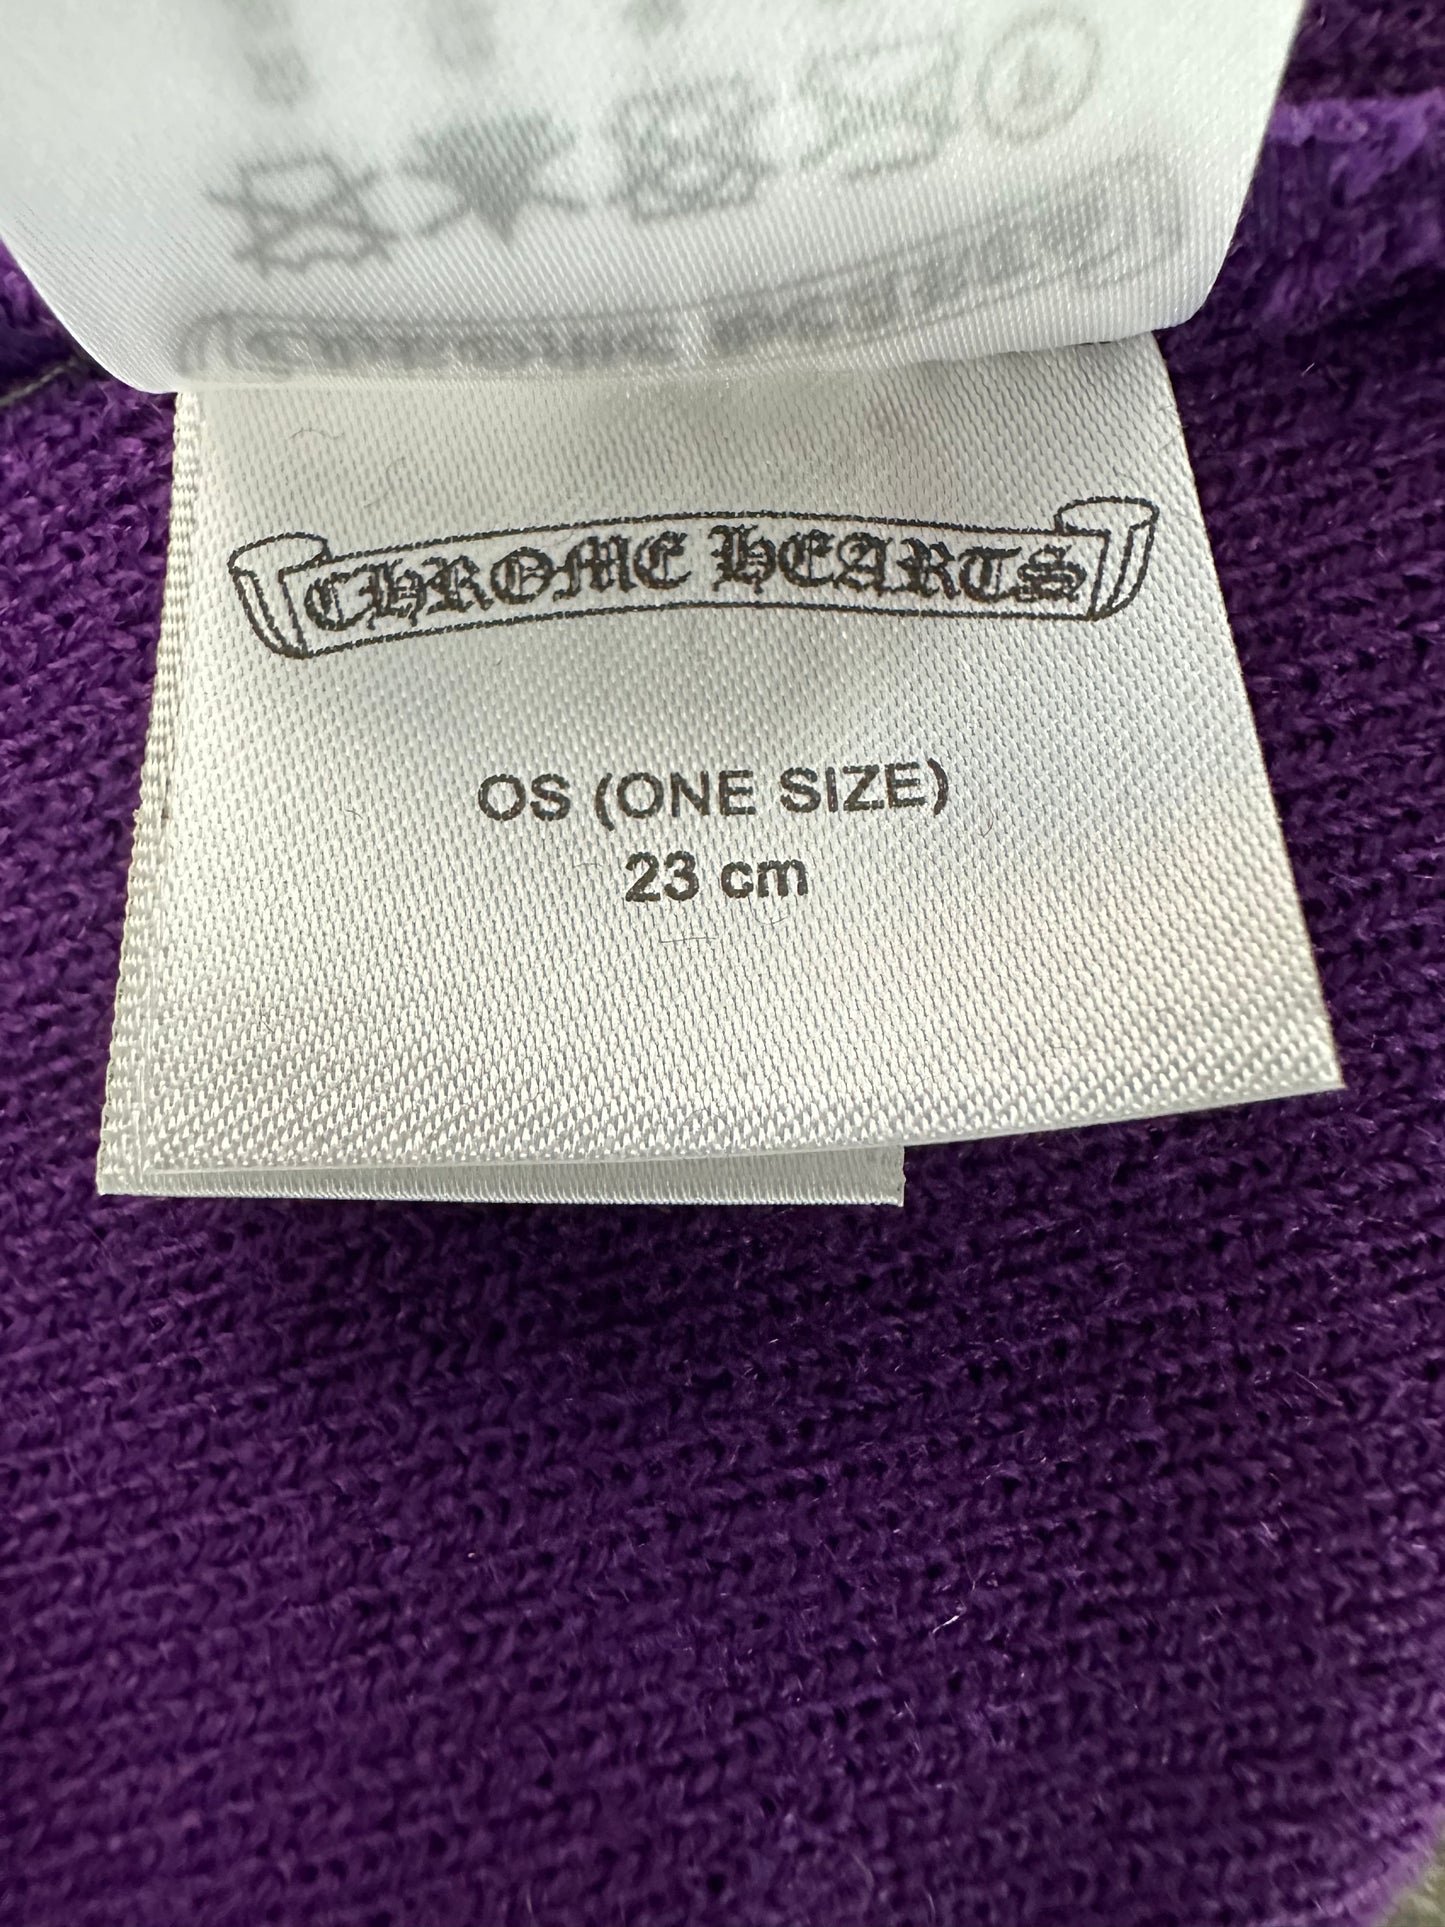 CHROME HEARTS
OS (ONE SIZE)
23 cm